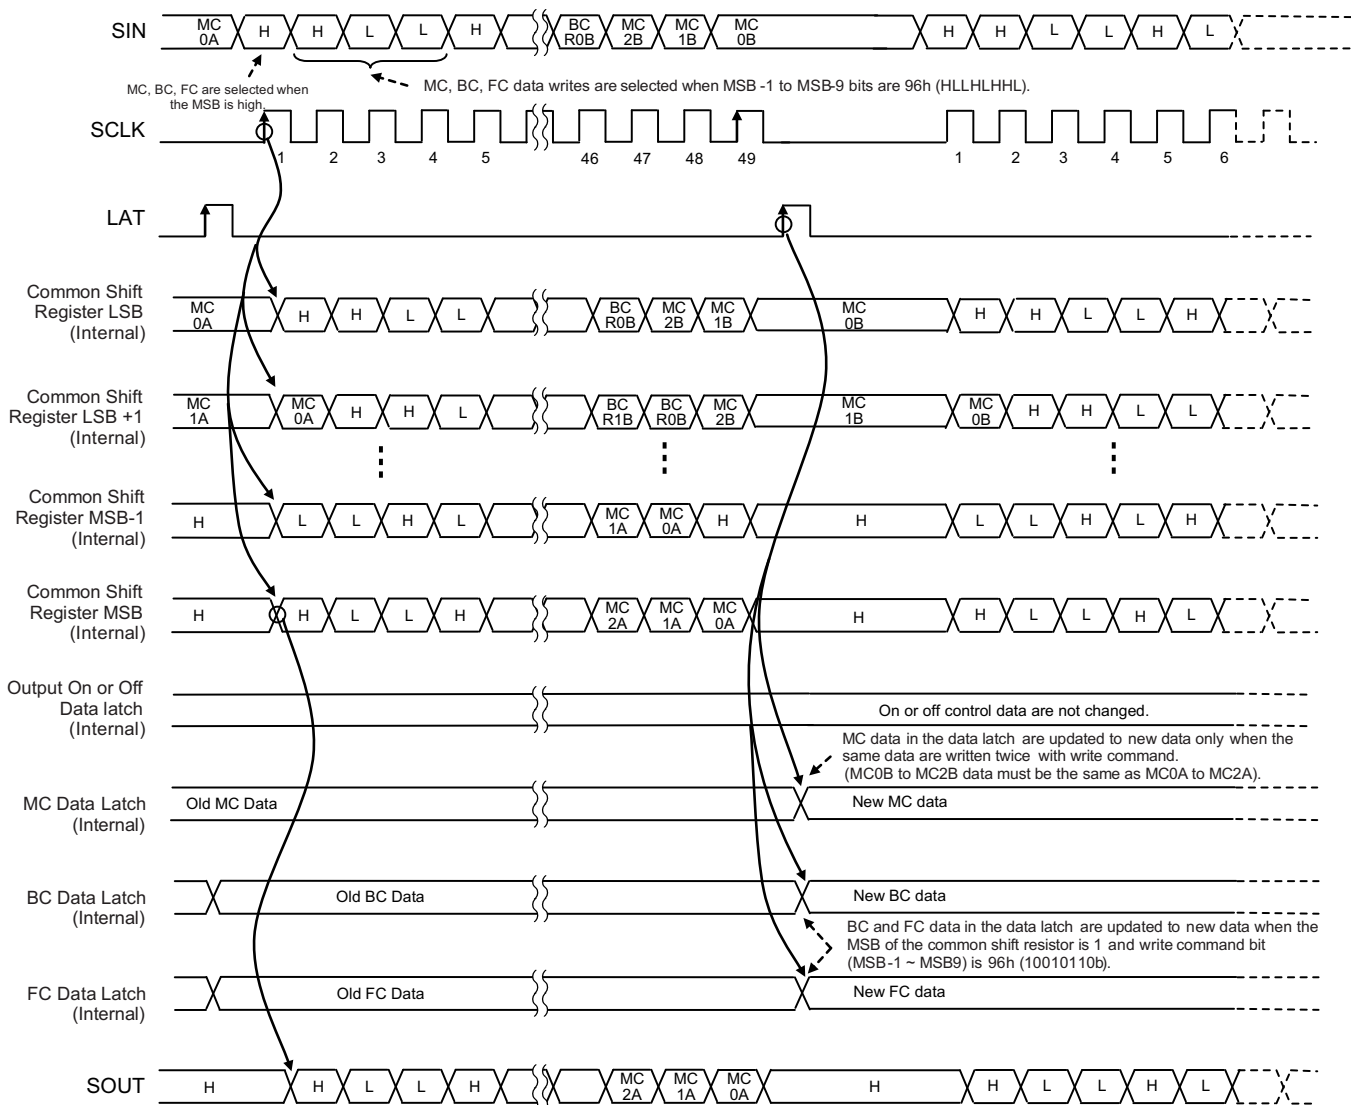 SIN MC 0A H H L L H BC R0B MC 2B MC 1B MC 0B H H L L H L
MC, BC, FC are selected when
the MSB is high.
MC, BC, FC data writes are selected when MSB -1 to MSB-9 bits are 96h (HLLHLHHL).
SCLK
1 2 3 4 5 46 47 48 49 1 2 3 4 5 6
LAT
Common Shift
Register LSB
(Internal)
MC 0A H H L L BC R0B MC 2B MC 1B MC 0B H H L L H
Common Shift
Register LSB +1
(Internal)
MC 1A MC 0A H H L BC R1B BC R0B MC 2B MC 1B MC 0B H H L L
Common Shift
Register MSB-1
(Internal)
H L L H L MC 1A MC 0A H H L L H L H
Common Shift
Register MSB
(Internal)
H H L L H MC 2A MC 1A MC 0A H H L L H L
Output On or Off
Data latch
(Internal)
On or off control data are not changed.
MC data in the data latch are updated to new data only when the
same data are written twice with write command.
(MC0B to MC2B data must be the same as MC0A to MC2A).
MC Data Latch
(Internal)
Old MC Data
New MC data
BC Data Latch
(Internal)
Old BC Data
New BC data
BC and FC data in the data latch are updated to new data when the
MSB of the common shift resistor is 1 and write command bit
(MSB-1 ~ MSB9) is 96h (10010110b).
FC Data Latch
(Internal)
Old FC Data
New FC data
SOUT H H L L H MC 2A MC 1A MC 0A H H L L H L